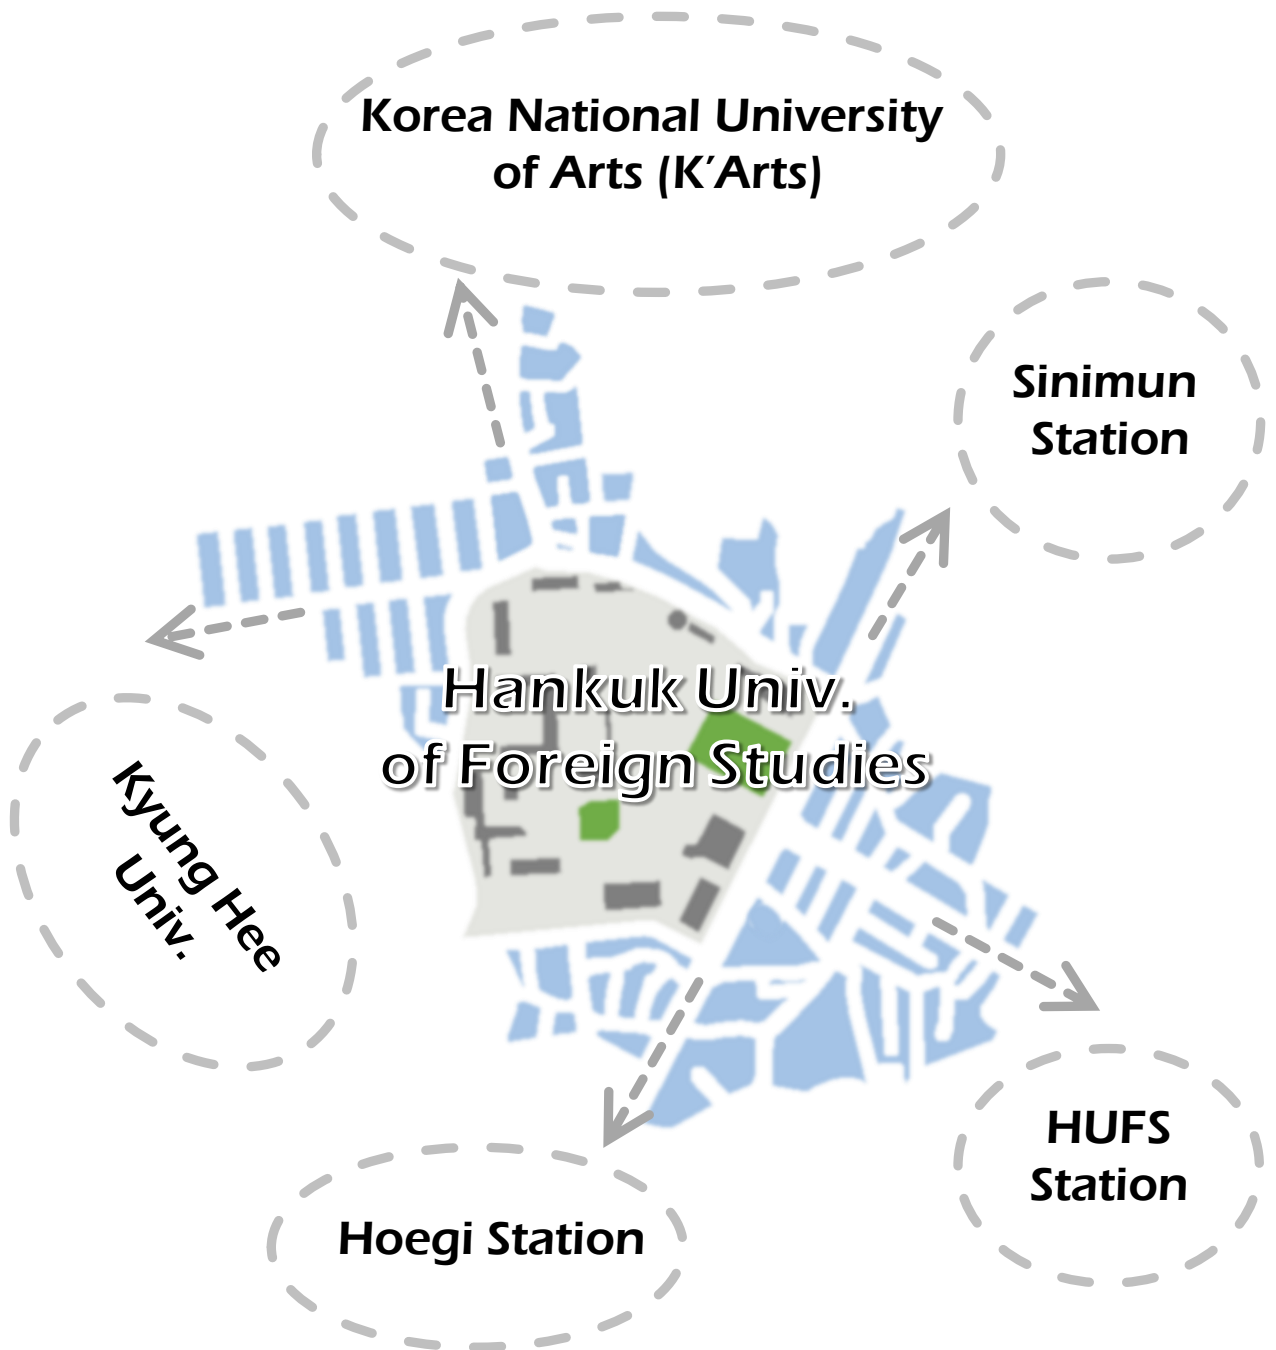 Korea National University
of Arts (K’Arts)
Sinimun
Station
Hankuk Univ.
of Foreign Studies
Kyung Hee
Univ.
HUFS
Station
Hoegi Station